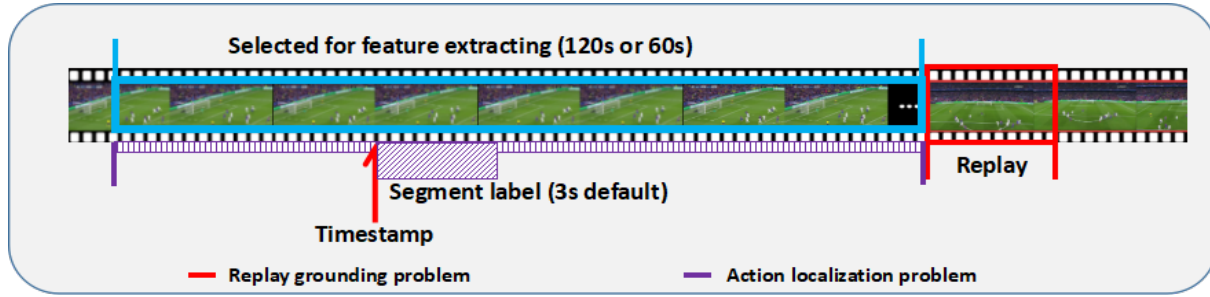 Selected for feature extracting (120s or 60s)
...
Replay
Segment label (3s default)
Timestamp
Replay grounding problem
Action localization problem